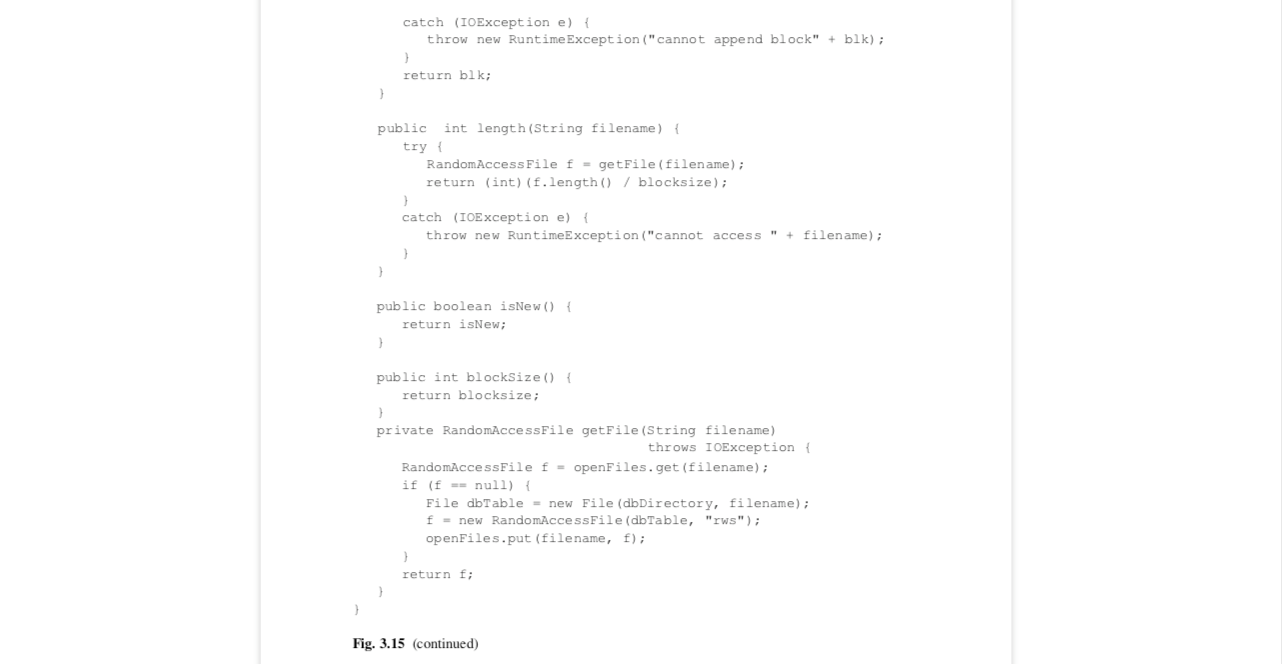 catch (IOException e) {
throw new RuntimeException("cannot append block" + blk);
}
return blk;
}
public  int length(String filename) {
try {
RandomAccessFile f = getFile(filename);
return (int)(f.length() / blocksize);
}
catch (IOException e) {
throw new RuntimeException("cannot access " + filename);
}
}
public boolean isNew() {
return isNew;
}
public int blockSize() {
return blocksize;
}
private RandomAccessFile getFile(String filename)
throws IOException {
RandomAccessFile f = openFiles.get(filename);
if (f == null) {
File dbTable = new File(dbDirectory, filename);
f = new RandomAccessFile(dbTable, "rws");
openFiles.put(filename, f);
}
return f;
}
}
Fig. 3.15 (continued)